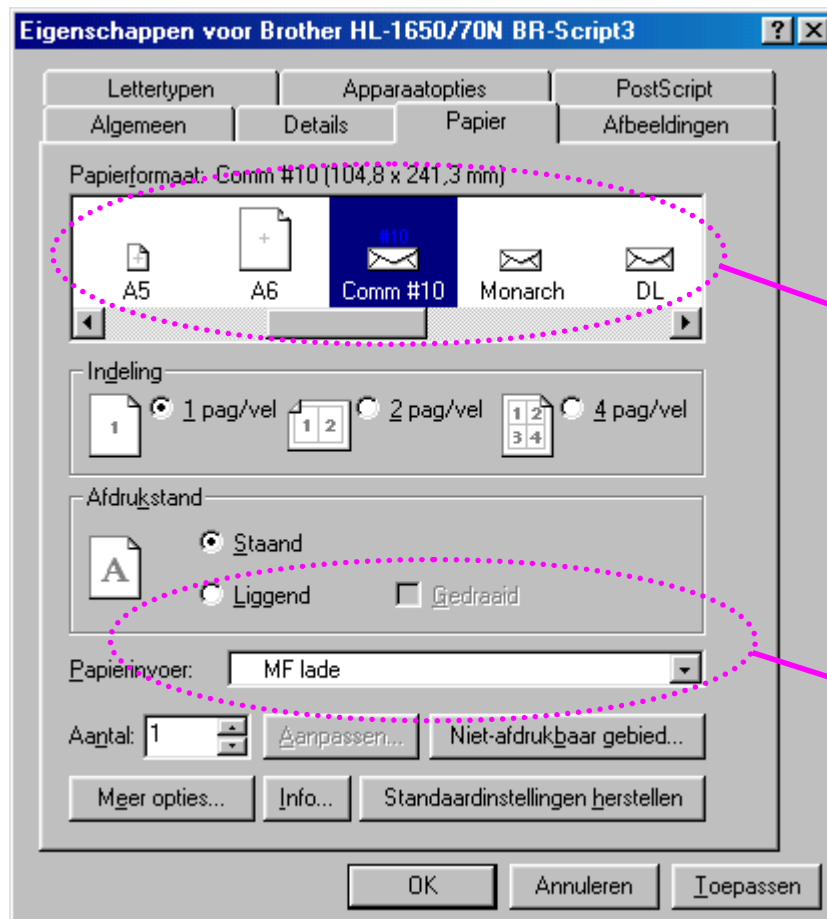 Eigenschappen voor Brother HL-1650/70N BR-Script3 ? X
Lettertypen Apparaatopties PostScript
Algemeen Details Papier Afbeeldingen
Papierformaat: Comm #10 (104,8 x 241,3 mm)
#10
A5 A6 Comm #10 Monarch DL
Indeling
1 1 pag/vel 1 2 2 pag/vel 1 2 3 4 4 pag/vel
Afdrukstand
A Staand
Liggend Gedraaid
Papierinvoer: MF lade
Aantal: 1 Aanpassen... Niet-afdrukbaar gebied...
Meer opties... Info... Standaardinstellingen herstellen
OK Annuleren Toepassen